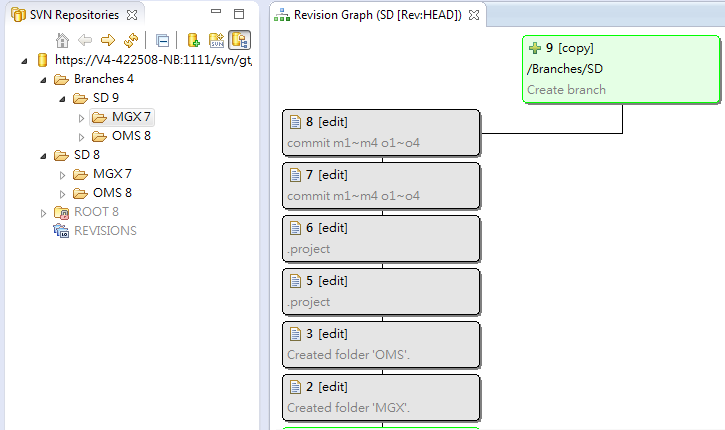 SVN Repositories
https://V4-422508-NB:1111/svn/gt
Branches 4
SD 9
MGX 7
OMS 8
SD 8
MGX 7
OMS 8
ROOT 8
REVISIONS
Revision Graph (SD [Rev:HEAD])
9 [copy]
/Branches/SD
Create branch
8 [edit]
commit m1~m4 o1~o4
7 [edit]
commit m1~m4 o1~o4
6 [edit]
.project
5 [edit]
.project
3 [edit]
Created folder 'OMS'.
2 [edit]
Created folder 'MGX'.